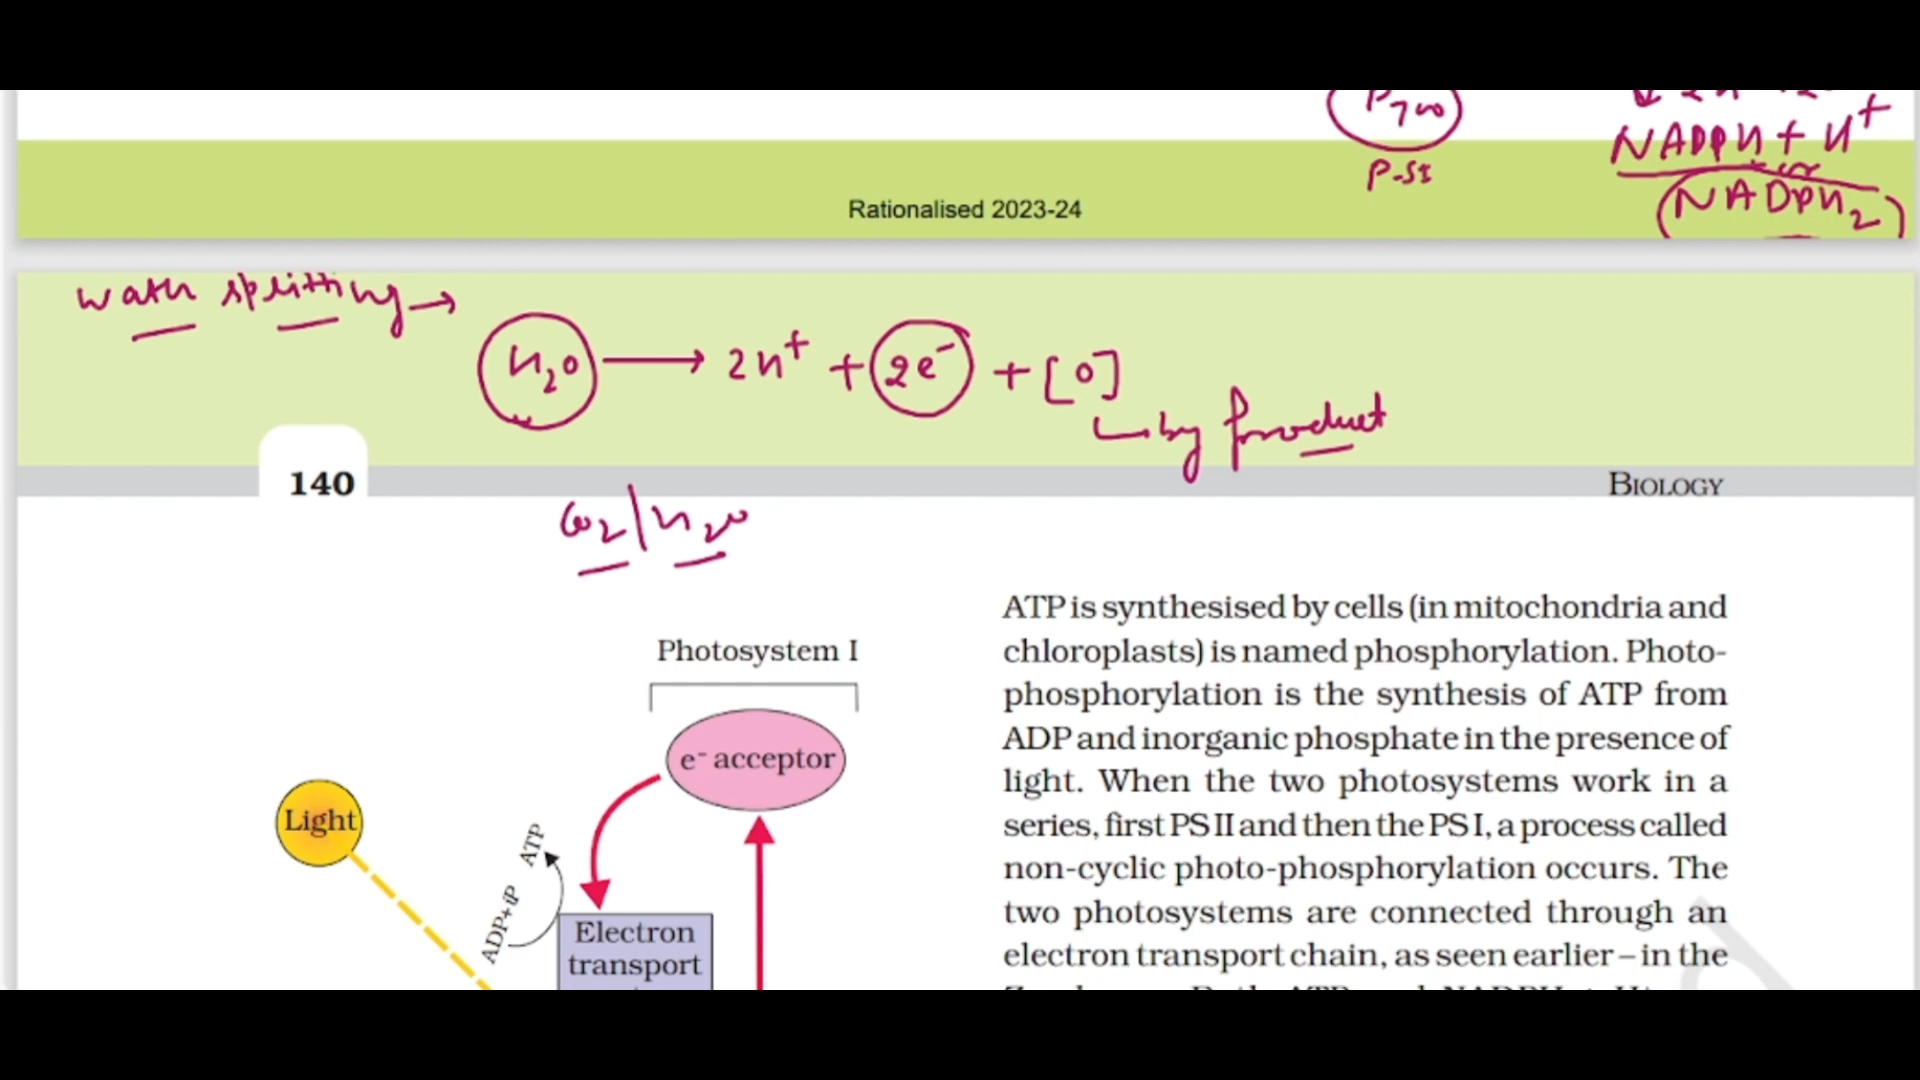 P700
P-SI
NADPH + H+
or
NADPH2
Rationalised 2023-24
Water splitting →
H2O → 2H+ + 2e- + [O]
↳ by product
140
BIOLOGY
CO2 / H2O
Photosystem I
e- acceptor
Light
ATP
ADP+iP
Electron
transport
ATP is synthesised by cells (in mitochondria and
chloroplasts) is named phosphorylation. Photo-
phosphorylation is the synthesis of ATP from
ADP and inorganic phosphate in the presence of
light. When the two photosystems work in a
series, first PS II and then the PS I, a process called
non-cyclic photo-phosphorylation occurs. The
two photosystems are connected through an
electron transport chain, as seen earlier – in the